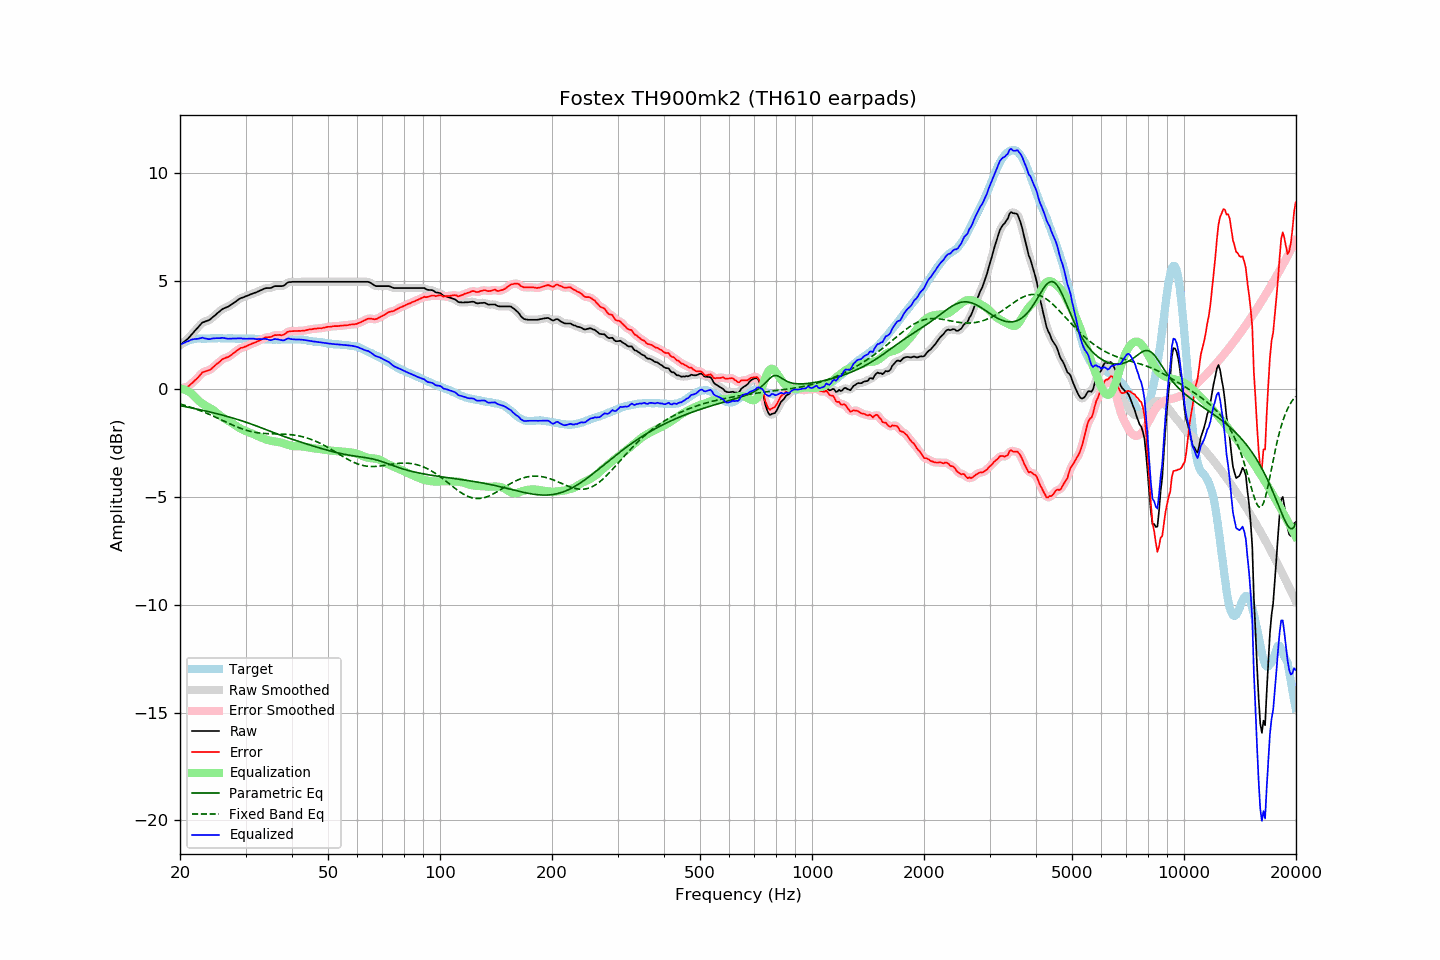 Fostex TH900mk2 (TH610 earpads)
Amplitude (dBr)
10
5
0
−5
−10
−15
−20
Target
Raw Smoothed
Error Smoothed
Raw
Error
Equalization
Parametric Eq
Fixed Band Eq
Equalized
20 50 100 200 500 1000 2000 5000 10000 20000
Frequency (Hz)